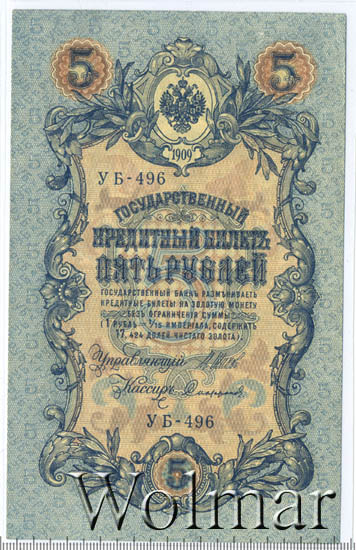 5 5
1909
УБ-496
ГОСУДАРСТВЕННЫЙ
КРЕДИТНЫЙ БИЛЕТЪ
ПЯТЬ РУБЛЕЙ
ГОСУДАРСТВЕННЫЙ БАНКЪ РАЗМѢНИВАЕТЪ
КРЕДИТНЫЕ БИЛЕТЫ НА ЗОЛОТУЮ МОНЕТУ
БЕЗЪ ОГРАНИЧЕНІЯ СУММЫ
(1 РУБЛЬ = 1/15 ИМПЕРІАЛА, СОДЕРЖИТЪ
17,424 ДОЛЕЙ ЧИСТАГО ЗОЛОТА).
Управляющій
Кассиръ
УБ-496
5
Wolmar